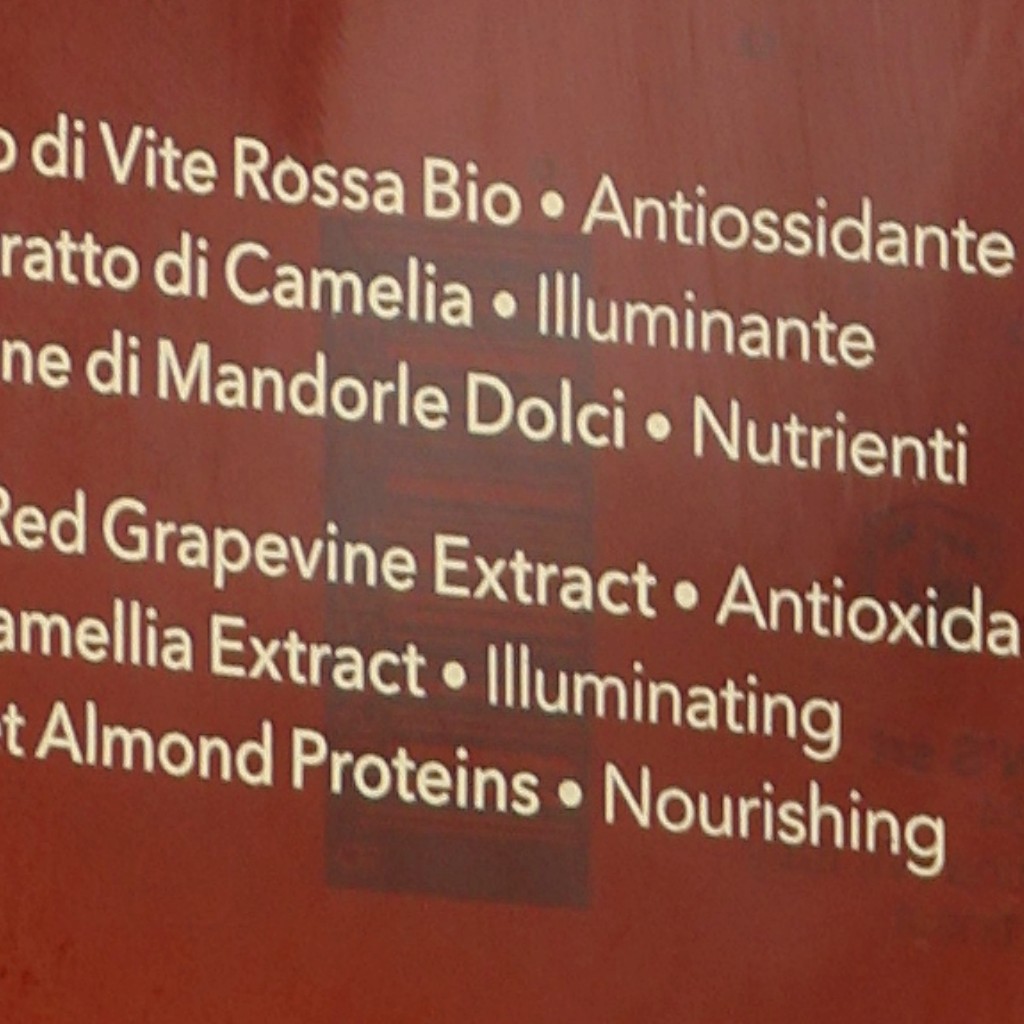 o di Vite Rossa Bio • Antiossidante
ratto di Camelia • Illuminante
ne di Mandorle Dolci • Nutrienti
Red Grapevine Extract • Antioxida
amellia Extract • Illuminating
et Almond Proteins • Nourishing